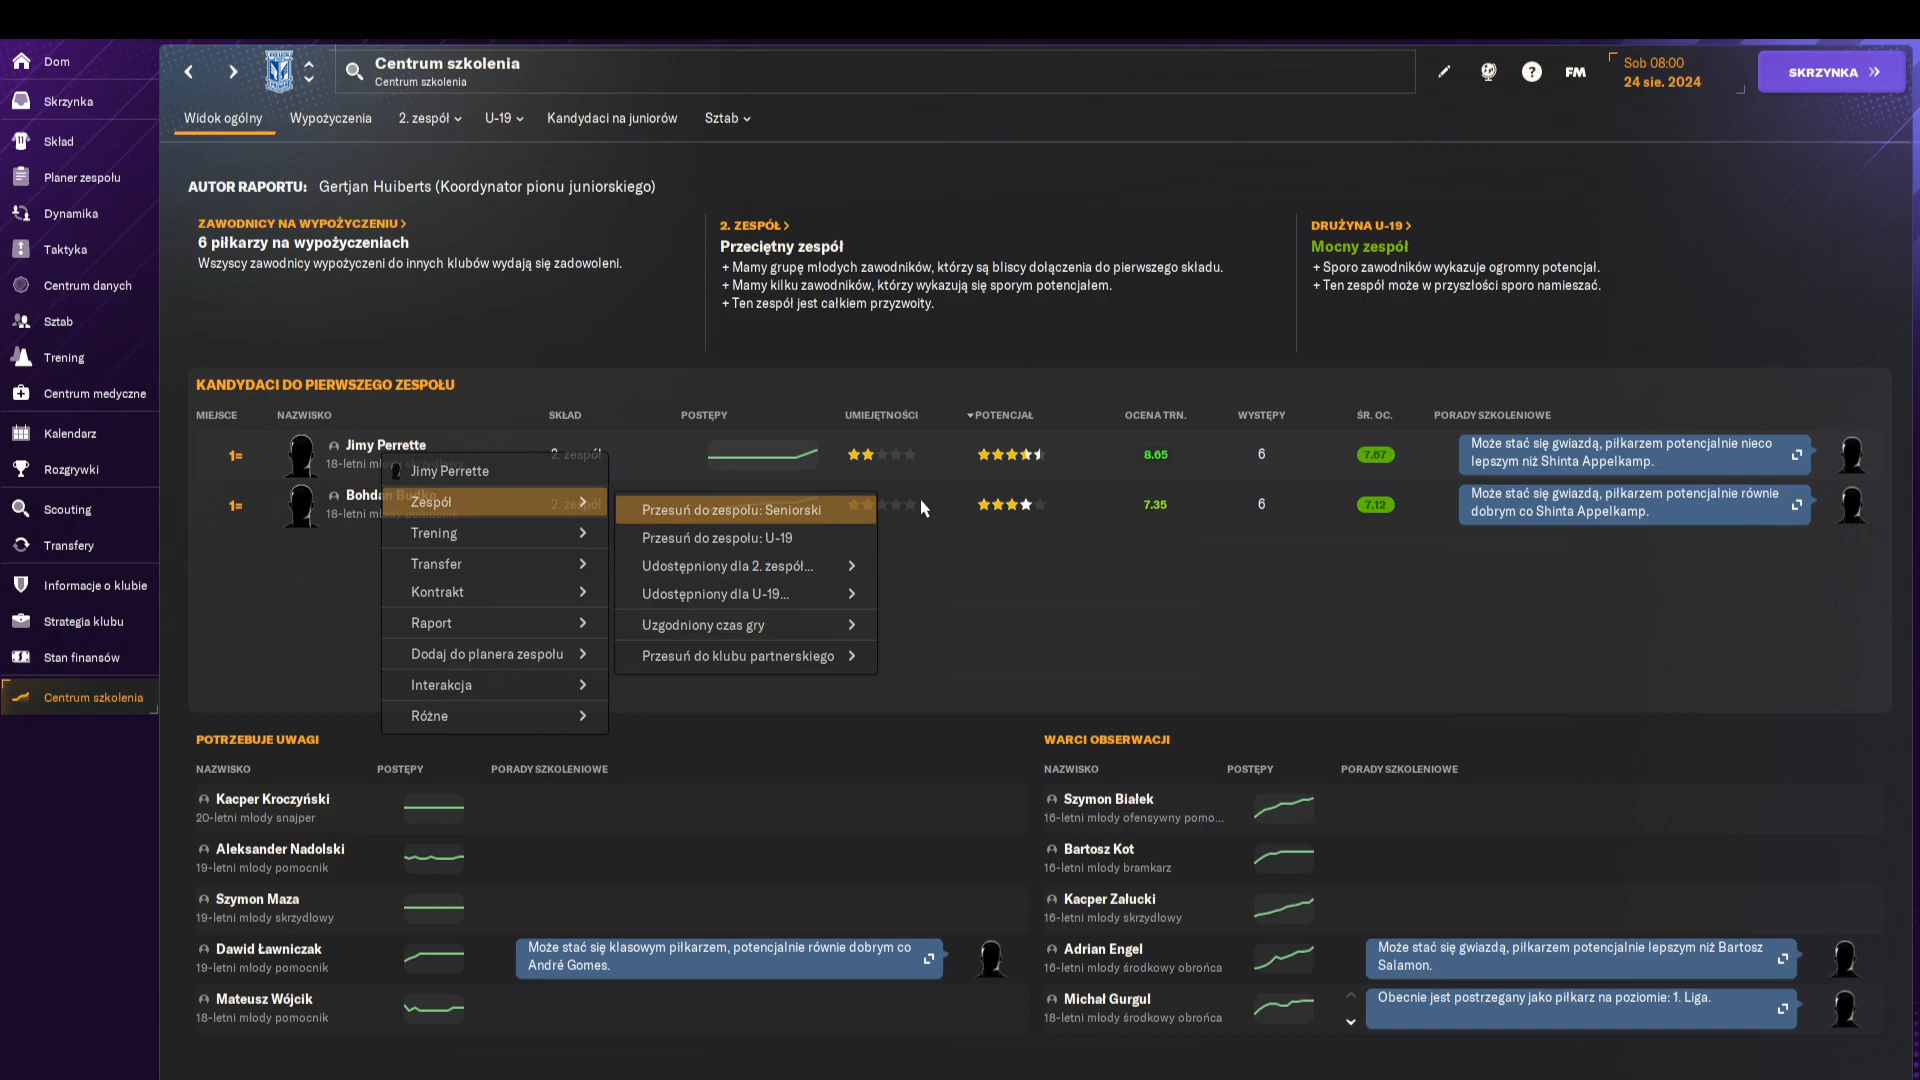 Dom
Skrzynka
Skład
Planer zespołu
Dynamika
Taktyka
Centrum danych
Sztab
Trening
Centrum medyczne
Kalendarz
Rozgrywki
Scouting
Transfery
Informacje o klubie
Strategia klubu
Stan finansów
Centrum szkolenia
Centrum szkolenia
Centrum szkolenia
FM
Sob 08:00
24 sie. 2024
SKRZYNKA
Widok ogólny Wypożyczenia 2. zespół U-19 Kandydaci na juniorów Sztab
AUTOR RAPORTU: Gertjan Huiberts (Koordynator pionu juniorskiego)
ZAWODNICY NA WYPOŻYCZENIU >
6 piłkarzy na wypożyczeniach
Wszyscy zawodnicy wypożyczeni do innych klubów wydają się zadowoleni.
2. ZESPÓŁ >
Przeciętny zespół
+ Mamy grupę młodych zawodników, którzy są bliscy dołączenia do pierwszego składu.
+ Mamy kilku zawodników, którzy wykazują się sporym potencjałem.
+ Ten zespół jest całkiem przyzwoity.
DRUŻYNA U-19 >
Mocny zespół
+ Sporo zawodników wykazuje ogromny potencjał.
+ Ten zespół może w przyszłości sporo namieszać.
KANDYDACI DO PIERWSZEGO ZESPOŁU
MIEJSCE NAZWISKO SKŁAD POSTĘPY UMIEJĘTNOŚCI POTENCJAŁ OCENA TRN. WYSTĘPY ŚR. OC. PORADY SZKOLENIOWE
1= Jimy Perrette 2. zespół 8.65 6 7.67
18-letni
Może stać się gwiazdą, piłkarzem potencjalnie nieco
lepszym niż Shinta Appelkamp.
1= Bohdan Budko 2. zespół 7.35 6 7.12
18-letni
Może stać się gwiazdą, piłkarzem potencjalnie równie
dobrym co Shinta Appelkamp.
Jimy Perrette
Zespół
Trening
Transfer
Kontrakt
Raport
Dodaj do planera zespołu
Interakcja
Różne
Przesuń do zespołu: Seniorski
Przesuń do zespołu: U-19
Udostępniony dla 2. zespół...
Udostępniony dla U-19...
Uzgodniony czas gry
Przesuń do klubu partnerskiego
POTRZEBUJE UWAGI
NAZWISKO POSTĘPY PORADY SZKOLENIOWE
Kacper Kroczyński
20-letni młody snajper
Aleksander Nadolski
19-letni młody pomocnik
Szymon Maza
19-letni młody skrzydłowy
Dawid Ławniczak
19-letni młody pomocnik
Może stać się klasowym piłkarzem, potencjalnie równie dobrym co
André Gomes.
Mateusz Wójcik
18-letni młody pomocnik
WARCI OBSERWACJI
NAZWISKO POSTĘPY PORADY SZKOLENIOWE
Szymon Białek
16-letni młody ofensywny pomo...
Bartosz Kot
16-letni młody bramkarz
Kacper Załucki
16-letni młody skrzydłowy
Adrian Engel
16-letni młody środkowy obrońca
Może stać się gwiazdą, piłkarzem potencjalnie lepszym niż Bartosz
Salamon.
Michał Gurgul
18-letni młody środkowy obrońca
Obecnie jest postrzegany jako piłkarz na poziomie: 1. Liga.